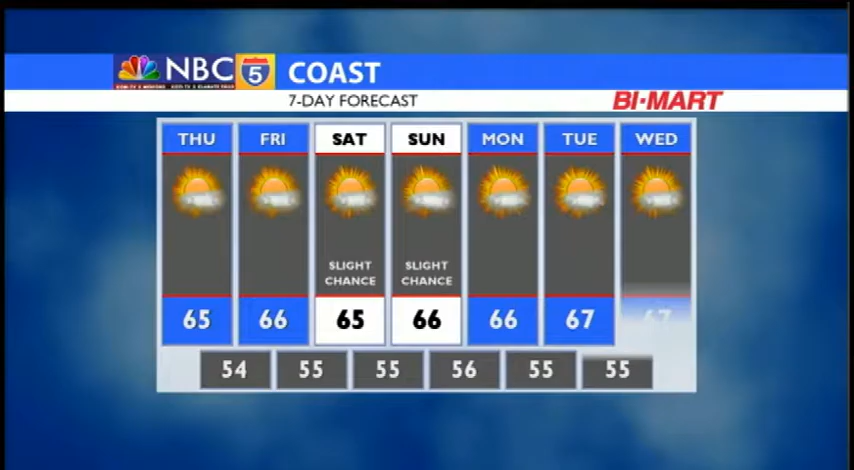 NBC 5 COAST
7-DAY FORECAST BI-MART
THU FRI SAT SUN MON TUE WED
SLIGHT CHANCE SLIGHT CHANCE
65 66 65 66 66 67 67
54 55 55 56 55 55